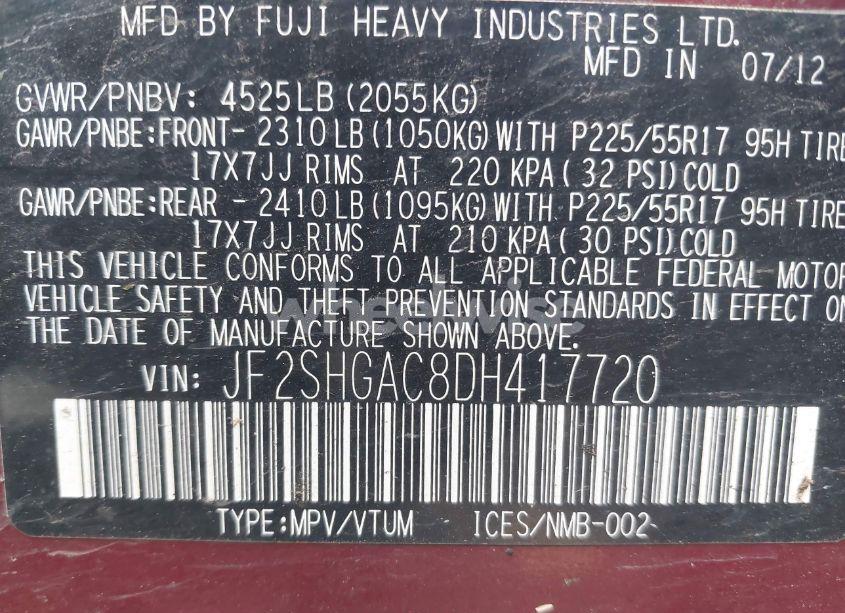 MFD BY FUJI HEAVY INDUSTRIES LTD.
MFD IN 07/12
GVWR/PNBV: 4525LB(2055KG)
GAWR/PNBE:FRONT-2310LB(1050KG)WITH P225/55R17 95H TIRE
17X7JJ RIMS AT 220 KPA( 32 PSI)COLD
GAWR/PNBE:REAR -2410LB(1095KG)WITH P225/55R17 95H TIRE
17X7JJ RIMS AT 210 KPA( 30 PSI)COLD
THIS VEHICLE CONFORMS TO ALL APPLICABLE FEDERAL MOTOR
VEHICLE SAFETY AND THEFT PREVENTION STANDARDS IN EFFECT ON
THE DATE OF MANUFACTURE SHOWN ABOVE.
VIN: JF2SHGAC8DH417720
TYPE:MPV/VTUM ICES/NMB-002